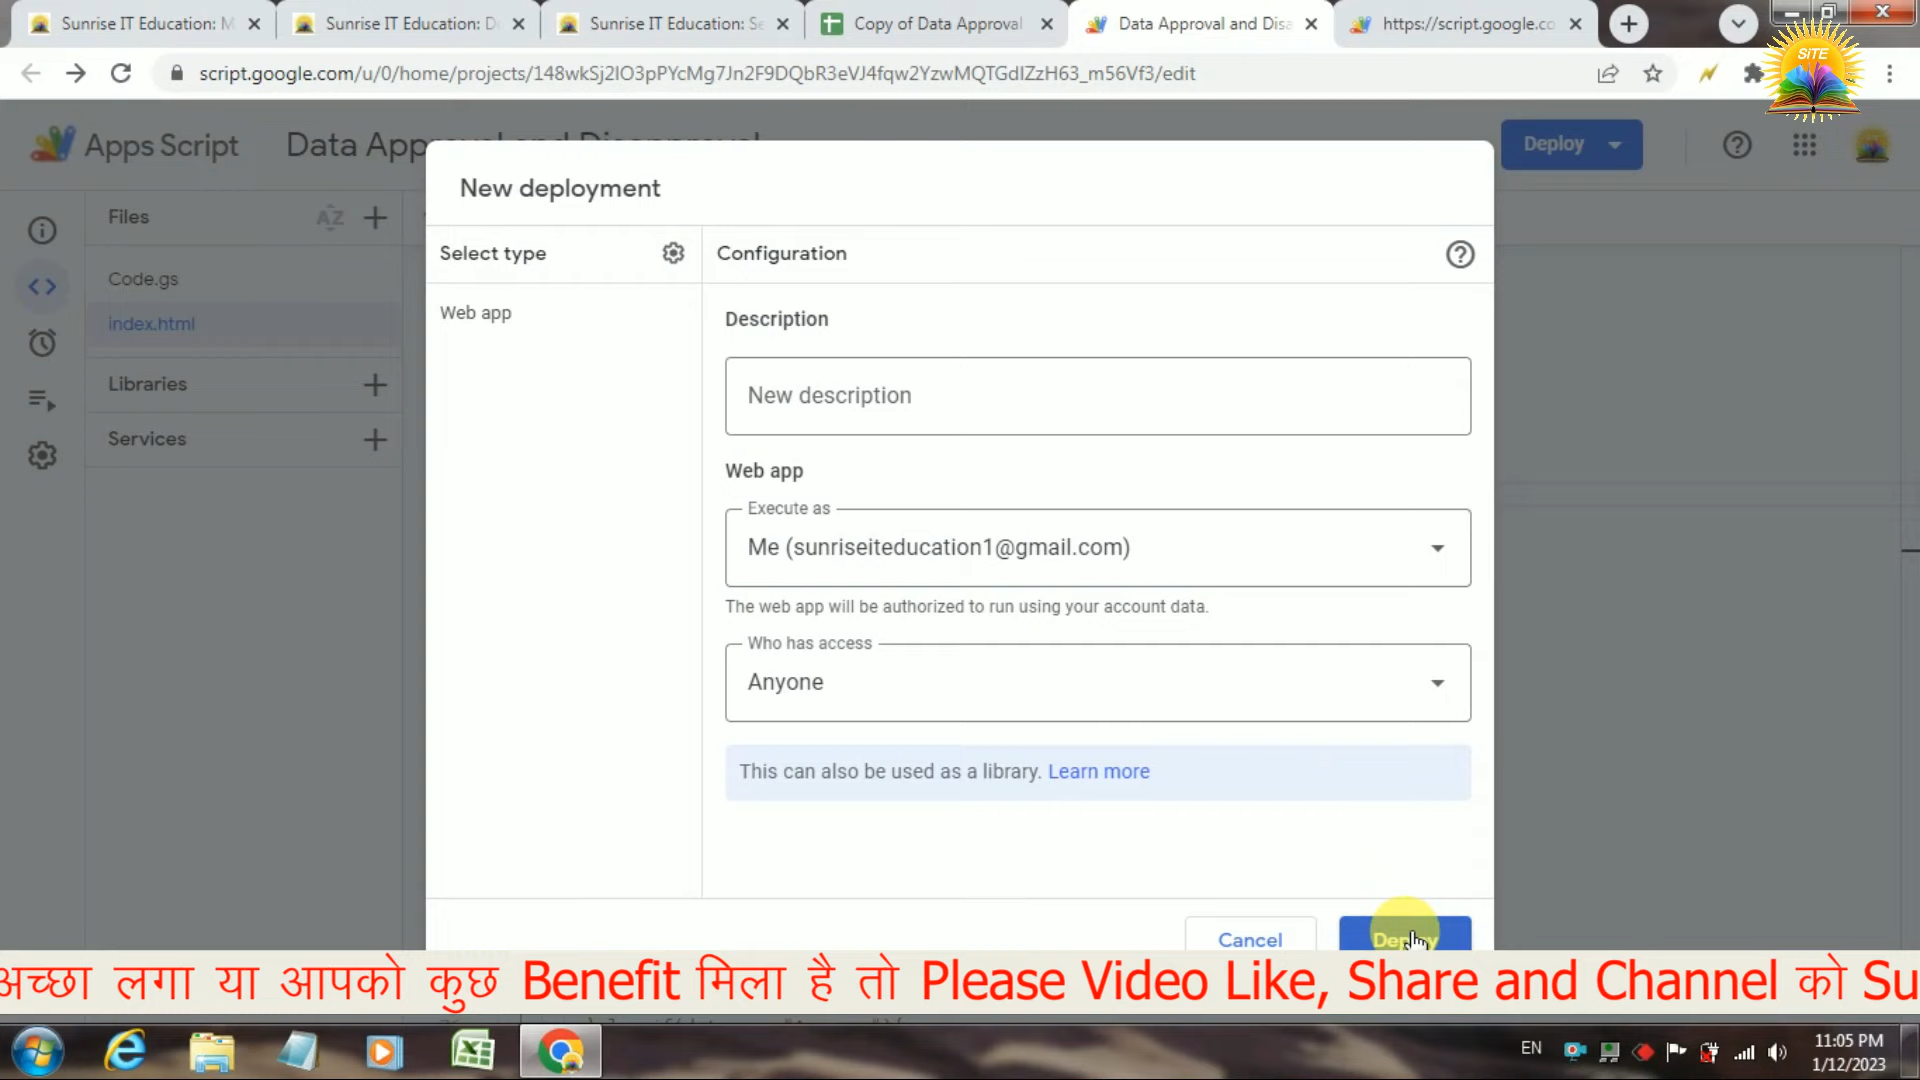 Sunrise IT Education: M
Sunrise IT Education: D
Sunrise IT Education: Se
Copy of Data Approval
Data Approval and Disa
https://script.google.co
script.google.com/u/0/home/projects/148wkSj2IO3pPYcMg7Jn2F9DQbR3eVJ4fqw2YzwMQTGdIZzH63_m56Vf3/edit
SITE
Apps Script
Data Approval and Disapproval
Deploy
New deployment
Files
AZ
Select type
Configuration
Code.gs
index.html
Web app
Description
New description
Libraries
Services
Web app
Execute as
Me (sunriseiteducation1@gmail.com)
The web app will be authorized to run using your account data.
Who has access
Anyone
This can also be used as a library. Learn more
Cancel
Deploy
अच्छा लगा या आपको कुछ Benefit मिला है तो Please Video Like, Share and Channel को Su
EN
11:05 PM
1/12/2023